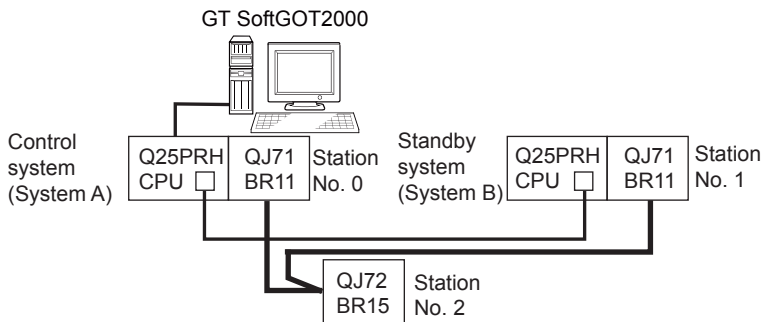 GT SoftGOT2000
Control
system
(System A)
Q25PRH
CPU
QJ71
BR11
Station
No. 0
Standby
system
(System B)
Q25PRH
CPU
QJ71
BR11
Station
No. 1
QJ72
BR15
Station
No. 2